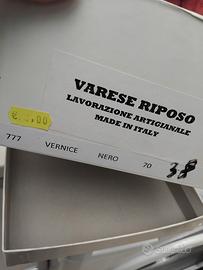 VARESE RIPOSO
LAVORAZIONE ARTIGIANALE
MADE IN ITALY
777 VERNICE NERO 70 38